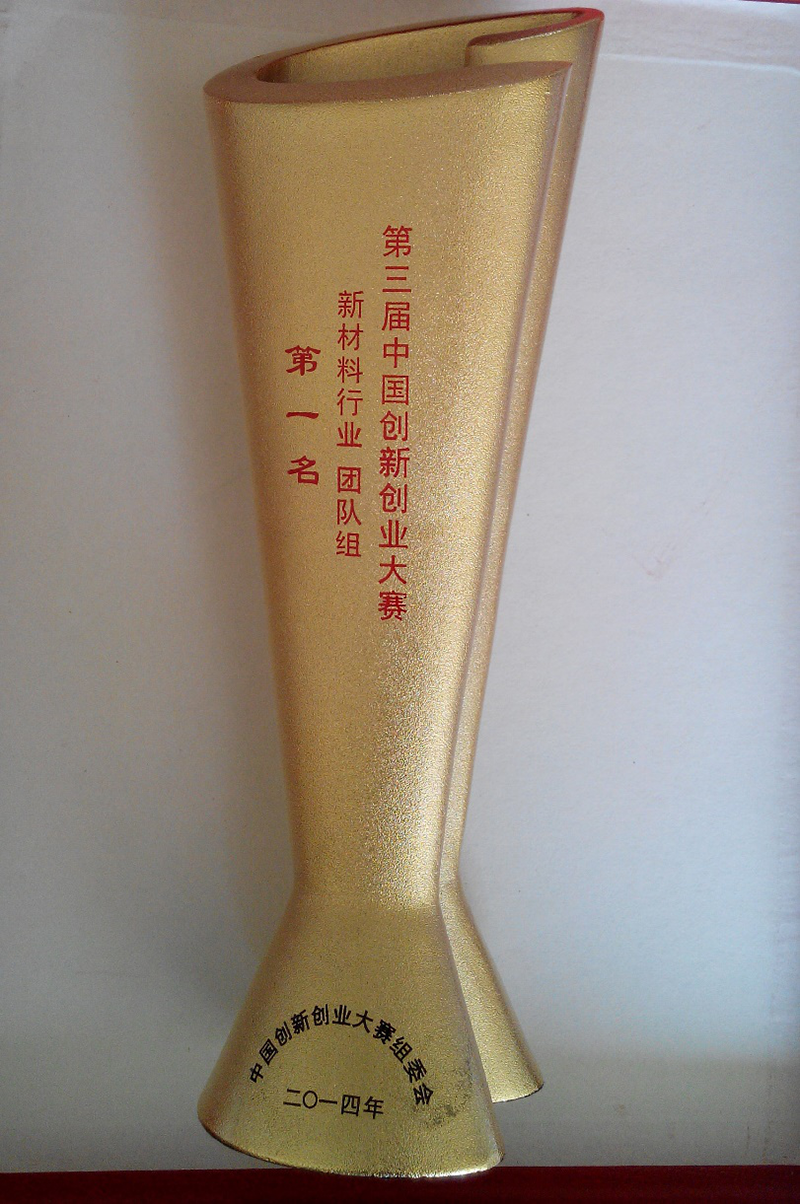 第三届中国创新创业大赛
新材料行业 团队组
第一名
中国创新创业大赛组委会
二〇一四年